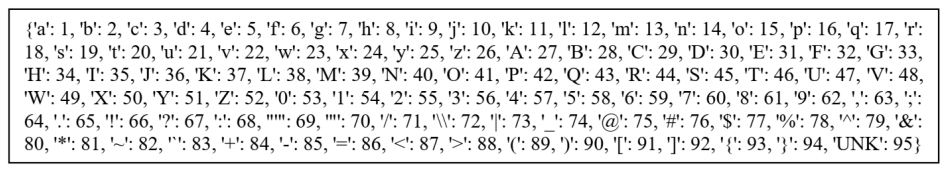 {'a': 1, 'b': 2, 'c': 3, 'd': 4, 'e': 5, 'f': 6, 'g': 7, 'h': 8, 'i': 9, 'j': 10, 'k': 11, 'l': 12, 'm': 13, 'n': 14, 'o': 15, 'p': 16, 'q': 17, 'r':
18, 's': 19, 't': 20, 'u': 21, 'v': 22, 'w': 23, 'x': 24, 'y': 25, 'z': 26, 'A': 27, 'B': 28, 'C': 29, 'D': 30, 'E': 31, 'F': 32, 'G': 33,
'H': 34, 'I': 35, 'J': 36, 'K': 37, 'L': 38, 'M': 39, 'N': 40, 'O': 41, 'P': 42, 'Q': 43, 'R': 44, 'S': 45, 'T': 46, 'U': 47, 'V': 48,
'W': 49, 'X': 50, 'Y': 51, 'Z': 52, '0': 53, '1': 54, '2': 55, '3': 56, '4': 57, '5': 58, '6': 59, '7': 60, '8': 61, '9': 62, ',': 63, ';':
64, '.': 65, '!': 66, '?': 67, ':': 68, "'": 69, '"': 70, '/': 71, '\\': 72, '|': 73, '_': 74, '@': 75, '#': 76, '$': 77, '%': 78, '^': 79, '&':
80, '*': 81, '~': 82, '`': 83, '+': 84, '-': 85, '=': 86, '<': 87, '>': 88, '(': 89, ')': 90, '[': 91, ']': 92, '{': 93, '}': 94, 'UNK': 95}